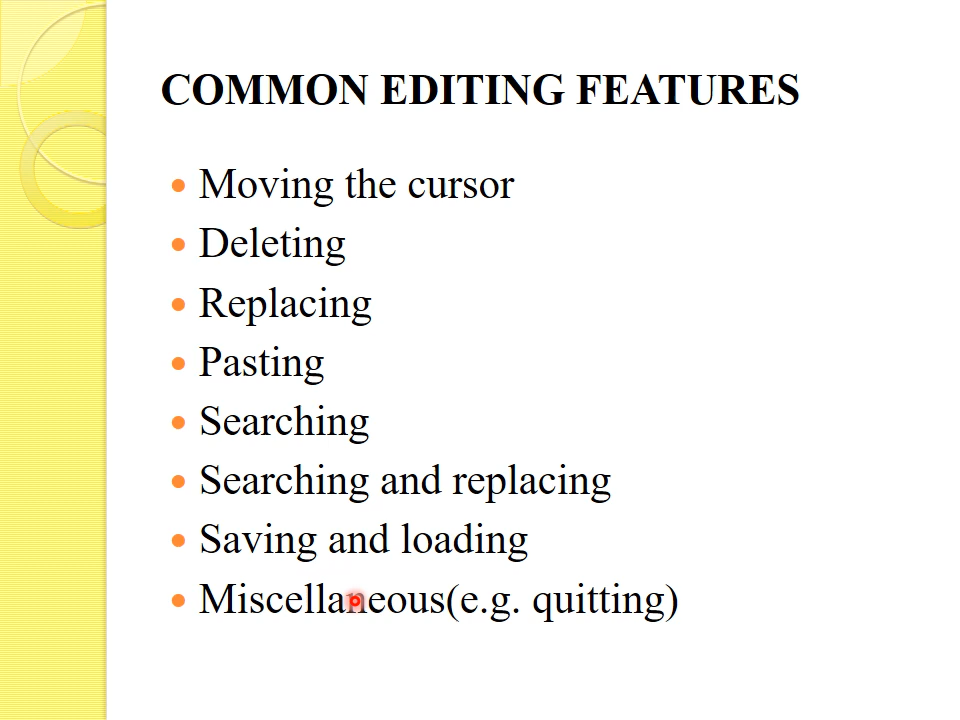 COMMON EDITING FEATURES
• Moving the cursor
• Deleting
• Replacing
• Pasting
• Searching
• Searching and replacing
• Saving and loading
• Miscellaneous(e.g. quitting)